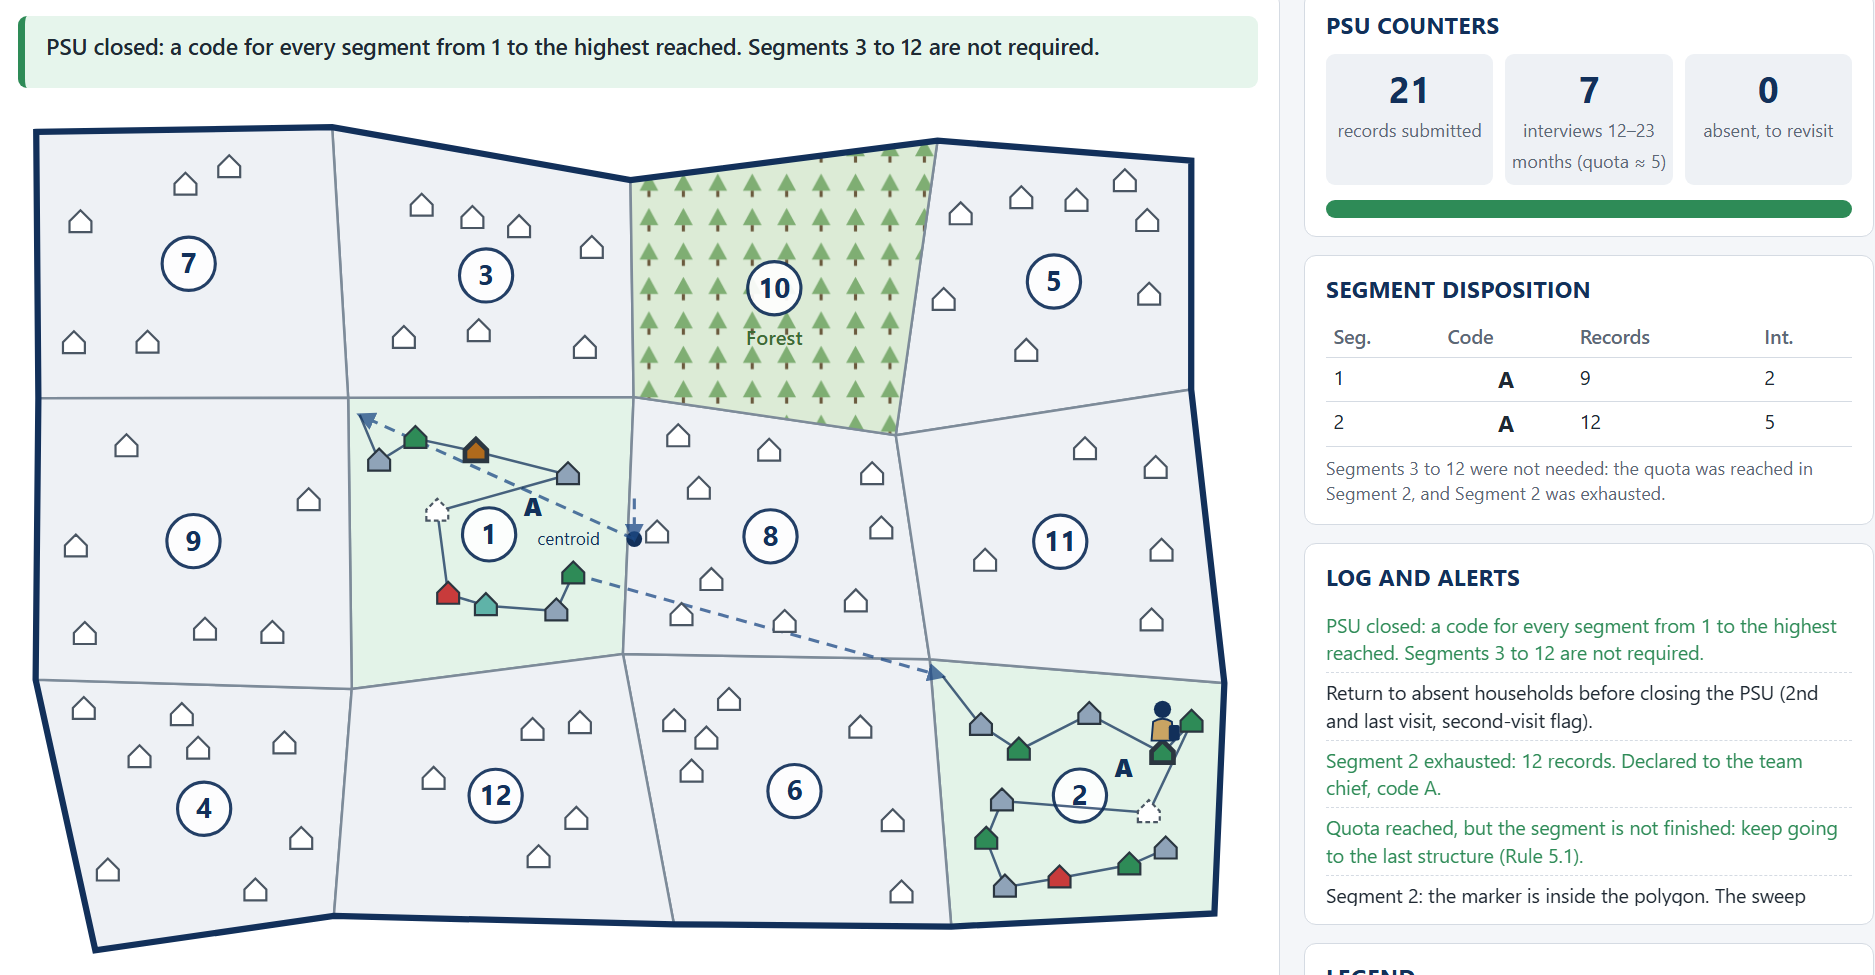 PSU closed: a code for every segment from 1 to the highest reached. Segments 3 to 12 are not required.
7
3
10
Forest
5
9
1
A
centroid
8
11
4
12
6
2
A
PSU COUNTERS
21
records submitted
7
interviews 12–23
months (quota ≈ 5)
0
absent, to revisit
SEGMENT DISPOSITION
Seg. Code Records Int.
1 A 9 2
2 A 12 5
Segments 3 to 12 were not needed: the quota was reached in
Segment 2, and Segment 2 was exhausted.
LOG AND ALERTS
PSU closed: a code for every segment from 1 to the highest
reached. Segments 3 to 12 are not required.
Return to absent households before closing the PSU (2nd
and last visit, second-visit flag).
Segment 2 exhausted: 12 records. Declared to the team
chief, code A.
Quota reached, but the segment is not finished: keep going
to the last structure (Rule 5.1).
Segment 2: the marker is inside the polygon. The sweep
LEGEND